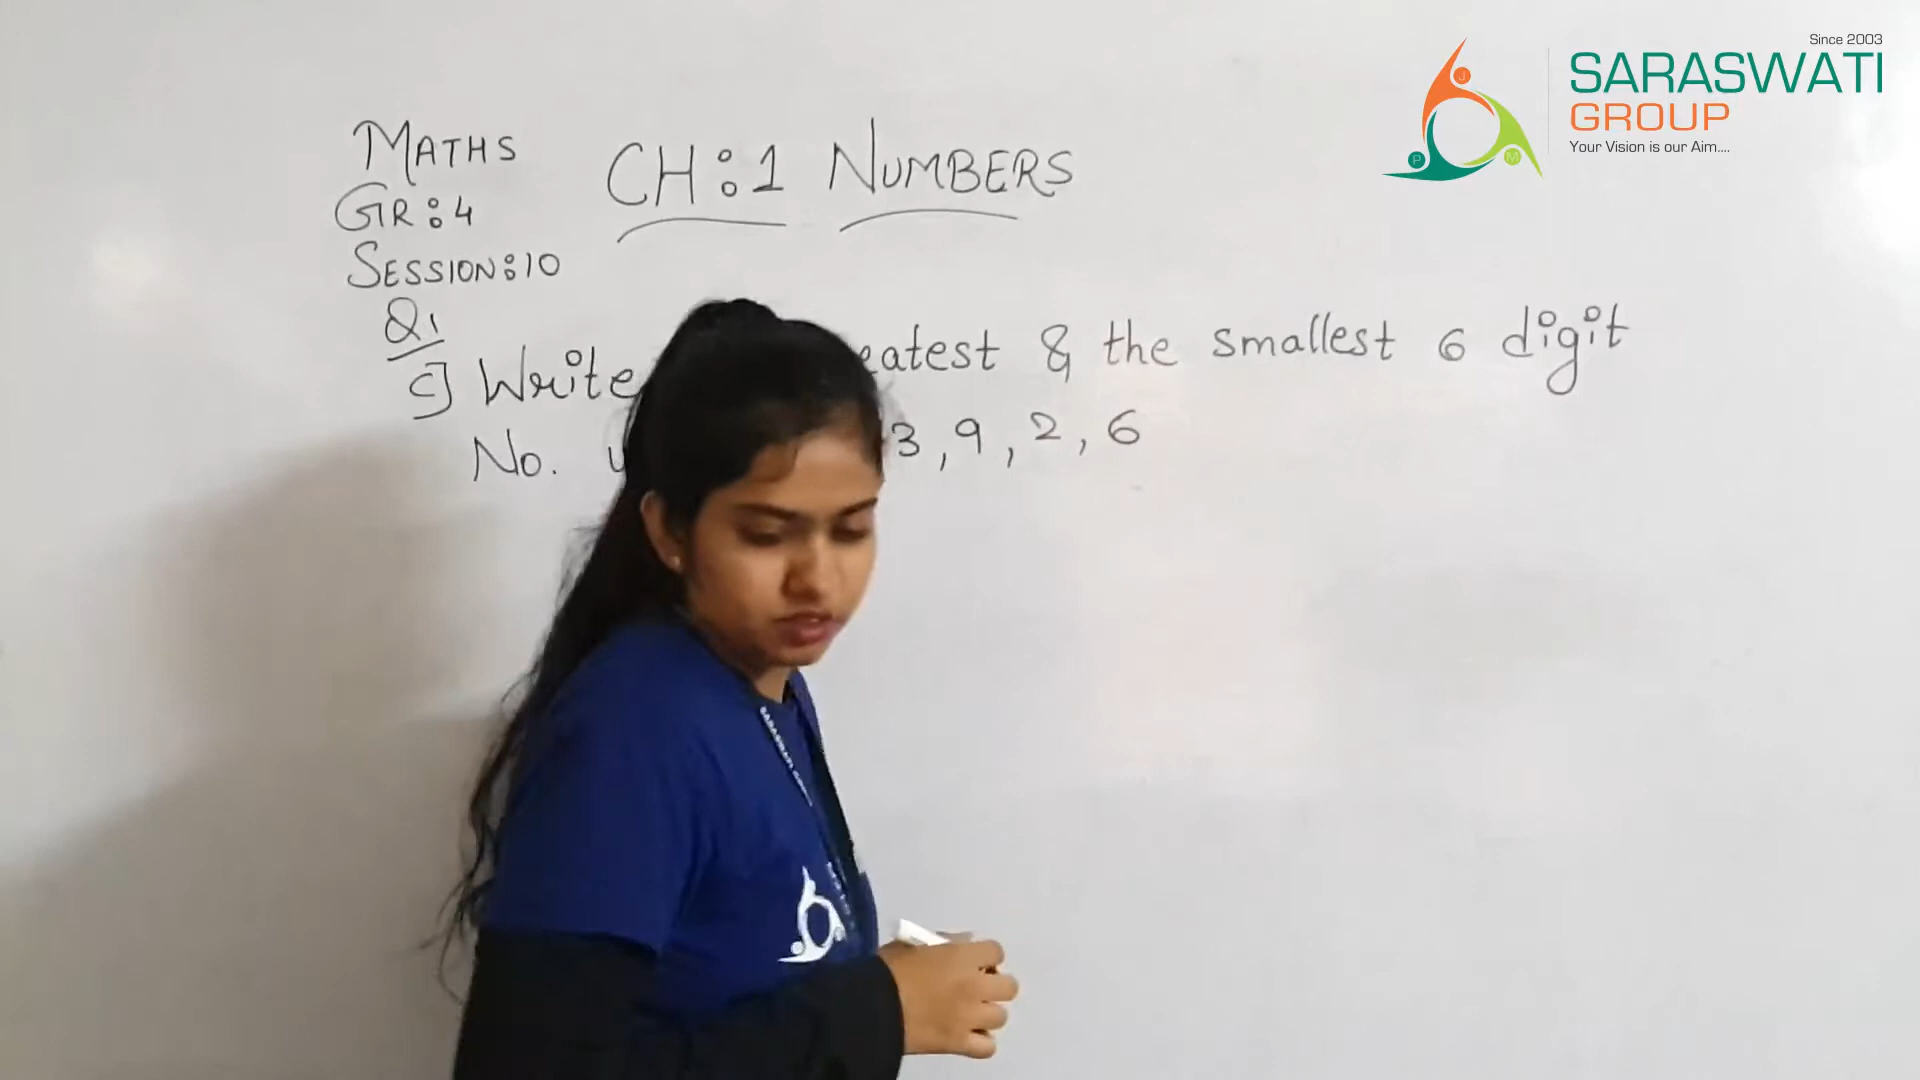 Since 2003
SARASWATI
GROUP
Your Vision is our Aim....
J
P
M
MATHS
GR:4
SESSION:10
CH:1 NUMBERS
Q1
c] Write eatest & the smallest 6 digit
No. 3, 9, 2, 6